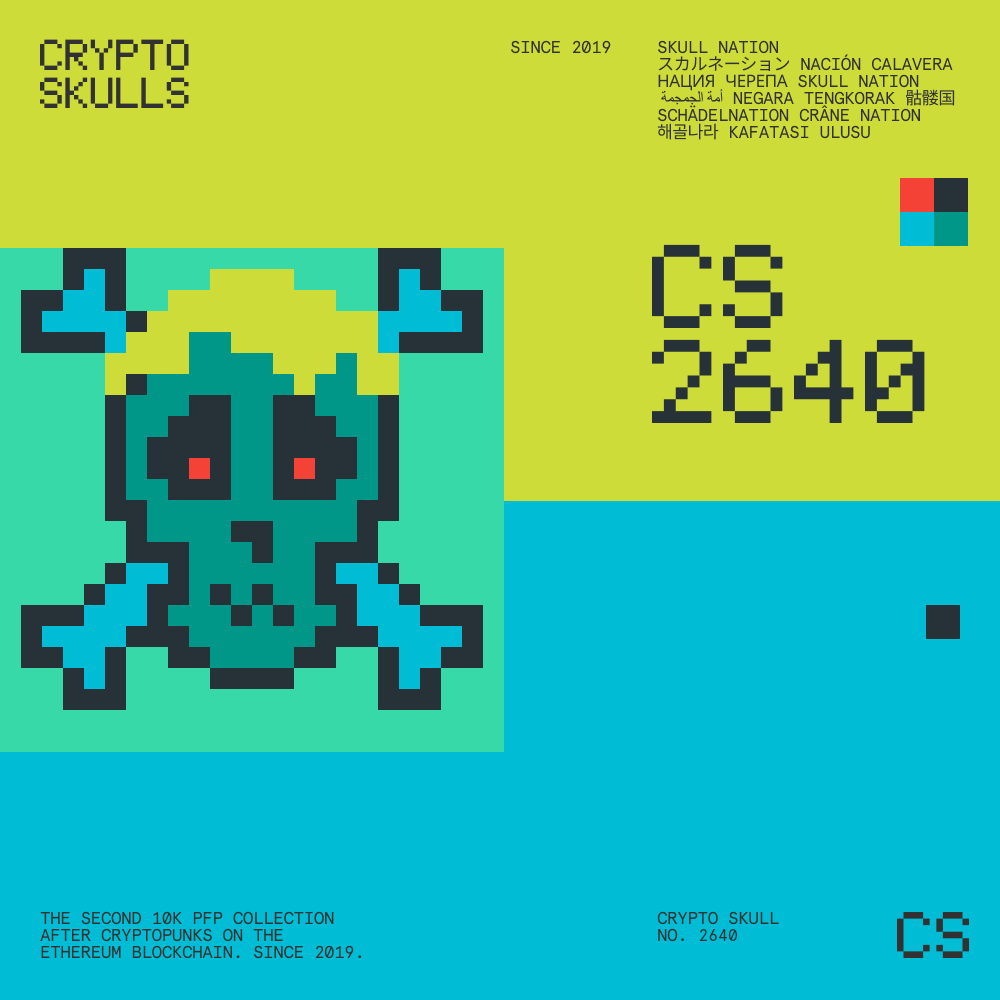 CRYPTO
SKULLS
SINCE 2019
SKULL NATION
スカルネーション NACIÓN CALAVERA
НАЦИЯ ЧЕРЕПА SKULL NATION
أمة الجمجمة NEGARA TENGKORAK 骷髅国
SCHÄDELNATION CRÂNE NATION
해골나라 KAFATASI ULUSU
CS
2640
THE SECOND 10K PFP COLLECTION
AFTER CRYPTOPUNKS ON THE
ETHEREUM BLOCKCHAIN. SINCE 2019.
CRYPTO SKULL
NO. 2640
CS